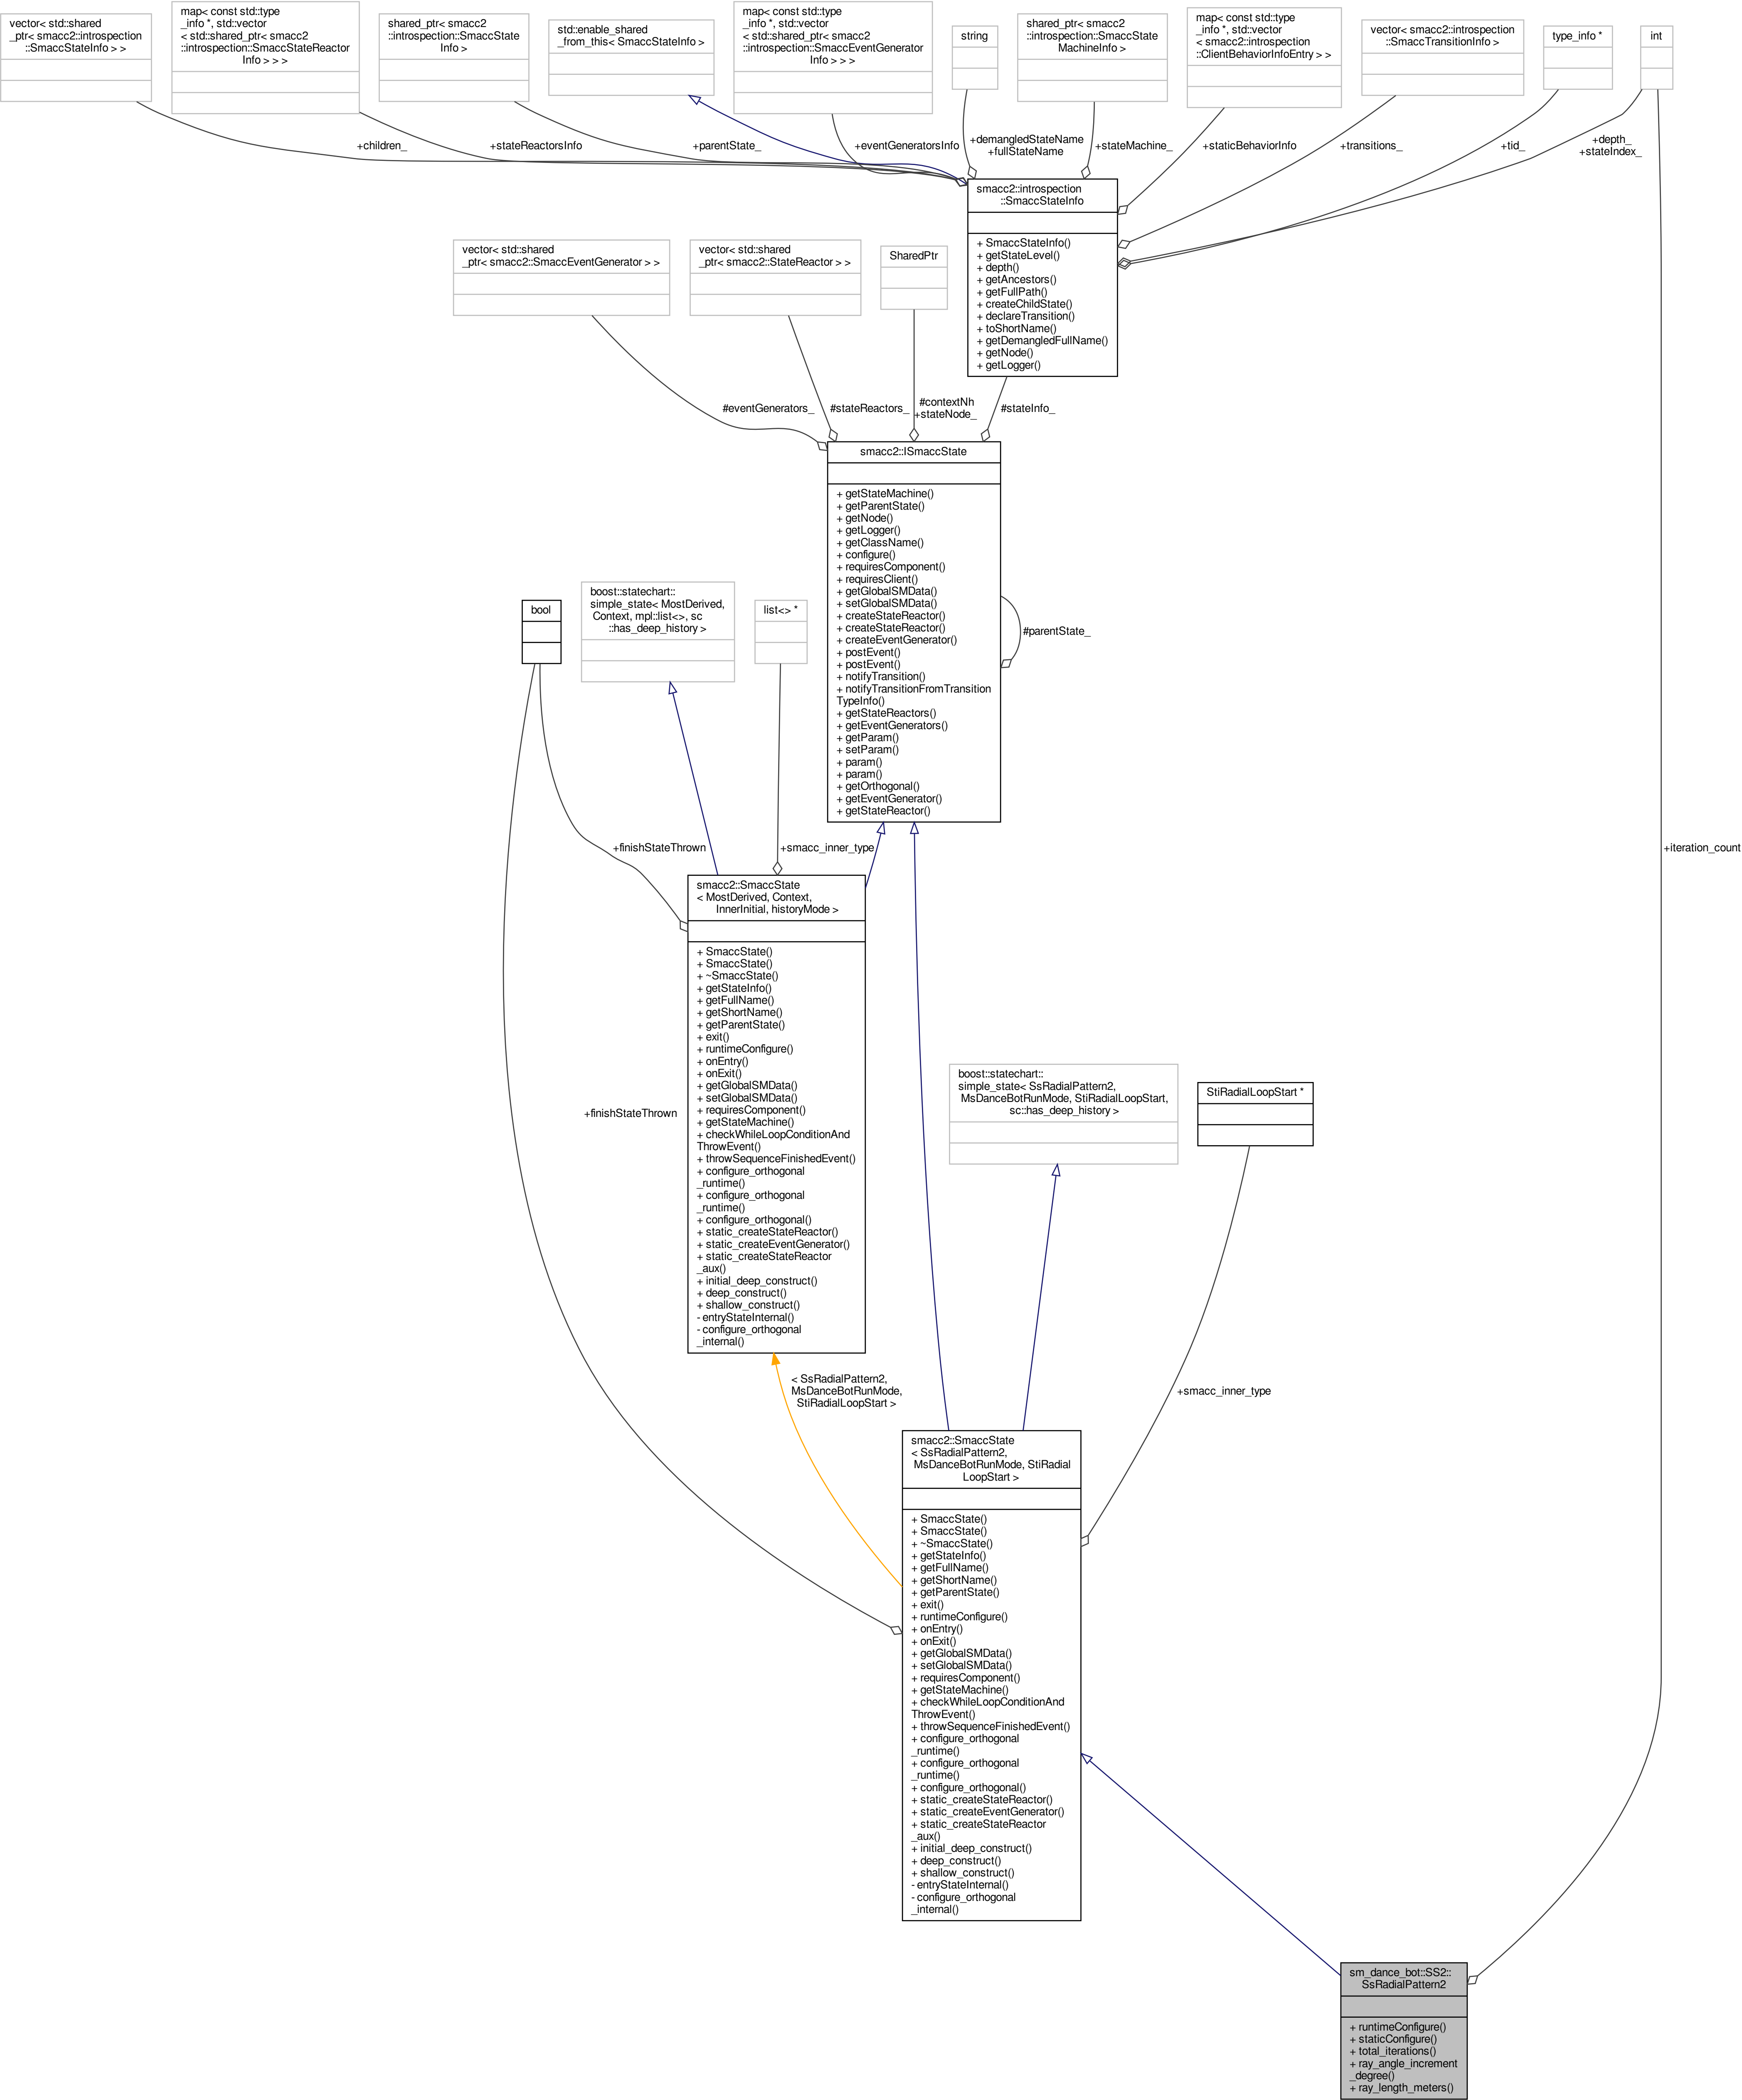 vector< std::shared
_ptr< smacc2::introspection
::SmaccStateInfo > >
map< const std::type
_info *, std::vector
< std::shared_ptr< smacc2
::introspection::SmaccStateReactor
Info > > >
shared_ptr< smacc2
::introspection::SmaccState
Info >
std::enable_shared
_from_this< SmaccStateInfo >
map< const std::type
_info *, std::vector
< std::shared_ptr< smacc2
::introspection::SmaccEventGenerator
Info > > >
string
shared_ptr< smacc2
::introspection::SmaccState
MachineInfo >
map< const std::type
_info *, std::vector
< smacc2::introspection
::ClientBehaviorInfoEntry > >
vector< smacc2::introspection
::SmaccTransitionInfo >
type_info *
int
+children_
+stateReactorsInfo
+parentState_
+eventGeneratorsInfo
+demangledStateName
+fullStateName
+stateMachine_
+staticBehaviorInfo
+transitions_
+tid_
+depth_
+stateIndex_
smacc2::introspection
::SmaccStateInfo
+ SmaccStateInfo()
+ getStateLevel()
+ depth()
+ getAncestors()
+ getFullPath()
+ createChildState()
+ declareTransition()
+ toShortName()
+ getDemangledFullName()
+ getNode()
+ getLogger()
vector< std::shared
_ptr< smacc2::SmaccEventGenerator > >
vector< std::shared
_ptr< smacc2::StateReactor > >
SharedPtr
#eventGenerators_
#stateReactors_
#contextNh
+stateNode_
#stateInfo_
smacc2::ISmaccState
+ getStateMachine()
+ getParentState()
+ getNode()
+ getLogger()
+ getClassName()
+ configure()
+ requiresComponent()
+ requiresClient()
+ getGlobalSMData()
+ setGlobalSMData()
+ createStateReactor()
+ createStateReactor()
+ createEventGenerator()
+ postEvent()
+ postEvent()
+ notifyTransition()
+ notifyTransitionFromTransition
TypeInfo()
+ getStateReactors()
+ getEventGenerators()
+ getParam()
+ setParam()
+ param()
+ param()
+ getOrthogonal()
+ getEventGenerator()
+ getStateReactor()
#parentState_
bool
boost::statechart::
simple_state< MostDerived,
Context, mpl::list<>, sc
::has_deep_history >
list<> *
+finishStateThrown
+smacc_inner_type
+iteration_count
smacc2::SmaccState
< MostDerived, Context,
InnerInitial, historyMode >
+ SmaccState()
+ SmaccState()
+ ~SmaccState()
+ getStateInfo()
+ getFullName()
+ getShortName()
+ getParentState()
+ exit()
+ runtimeConfigure()
+ onEntry()
+ onExit()
+ getGlobalSMData()
+ setGlobalSMData()
+ requiresComponent()
+ getStateMachine()
+ checkWhileLoopConditionAnd
ThrowEvent()
+ throwSequenceFinishedEvent()
+ configure_orthogonal
_runtime()
+ configure_orthogonal
_runtime()
+ configure_orthogonal()
+ static_createStateReactor()
+ static_createEventGenerator()
+ static_createStateReactor
_aux()
+ initial_deep_construct()
+ deep_construct()
+ shallow_construct()
- entryStateInternal()
- configure_orthogonal
_internal()
+finishStateThrown
boost::statechart::
simple_state< SsRadialPattern2,
MsDanceBotRunMode, StiRadialLoopStart,
sc::has_deep_history >
StiRadialLoopStart *
< SsRadialPattern2,
MsDanceBotRunMode,
StiRadialLoopStart >
+smacc_inner_type
smacc2::SmaccState
< SsRadialPattern2,
MsDanceBotRunMode, StiRadial
LoopStart >
+ SmaccState()
+ SmaccState()
+ ~SmaccState()
+ getStateInfo()
+ getFullName()
+ getShortName()
+ getParentState()
+ exit()
+ runtimeConfigure()
+ onEntry()
+ onExit()
+ getGlobalSMData()
+ setGlobalSMData()
+ requiresComponent()
+ getStateMachine()
+ checkWhileLoopConditionAnd
ThrowEvent()
+ throwSequenceFinishedEvent()
+ configure_orthogonal
_runtime()
+ configure_orthogonal
_runtime()
+ configure_orthogonal()
+ static_createStateReactor()
+ static_createEventGenerator()
+ static_createStateReactor
_aux()
+ initial_deep_construct()
+ deep_construct()
+ shallow_construct()
- entryStateInternal()
- configure_orthogonal
_internal()
sm_dance_bot::SS2::
SsRadialPattern2
+ runtimeConfigure()
+ staticConfigure()
+ total_iterations()
+ ray_angle_increment
_degree()
+ ray_length_meters()